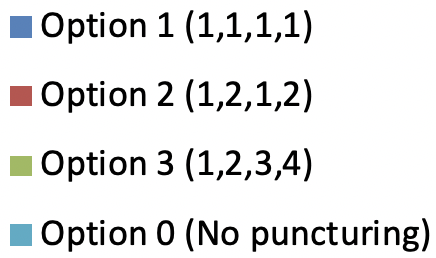 Option 1 (1,1,1,1)
Option 2 (1,2,1,2)
Option 3 (1,2,3,4)
Option 0 (No puncturing)